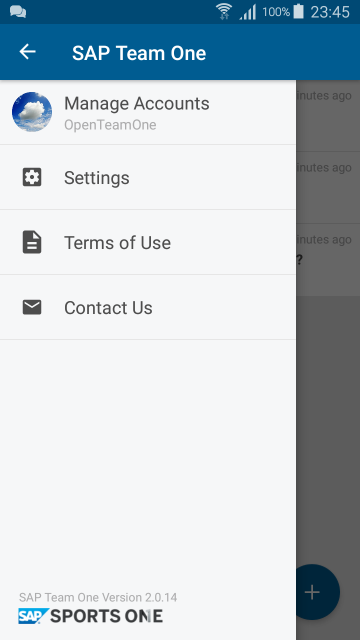 100% 23:45
SAP Team One
inutes ago
Manage Accounts
OpenTeamOne
inutes ago
Settings
inutes ago
Terms of Use
?
Contact Us
SAP Team One Version 2.0.14
SAP SPORTS ONE